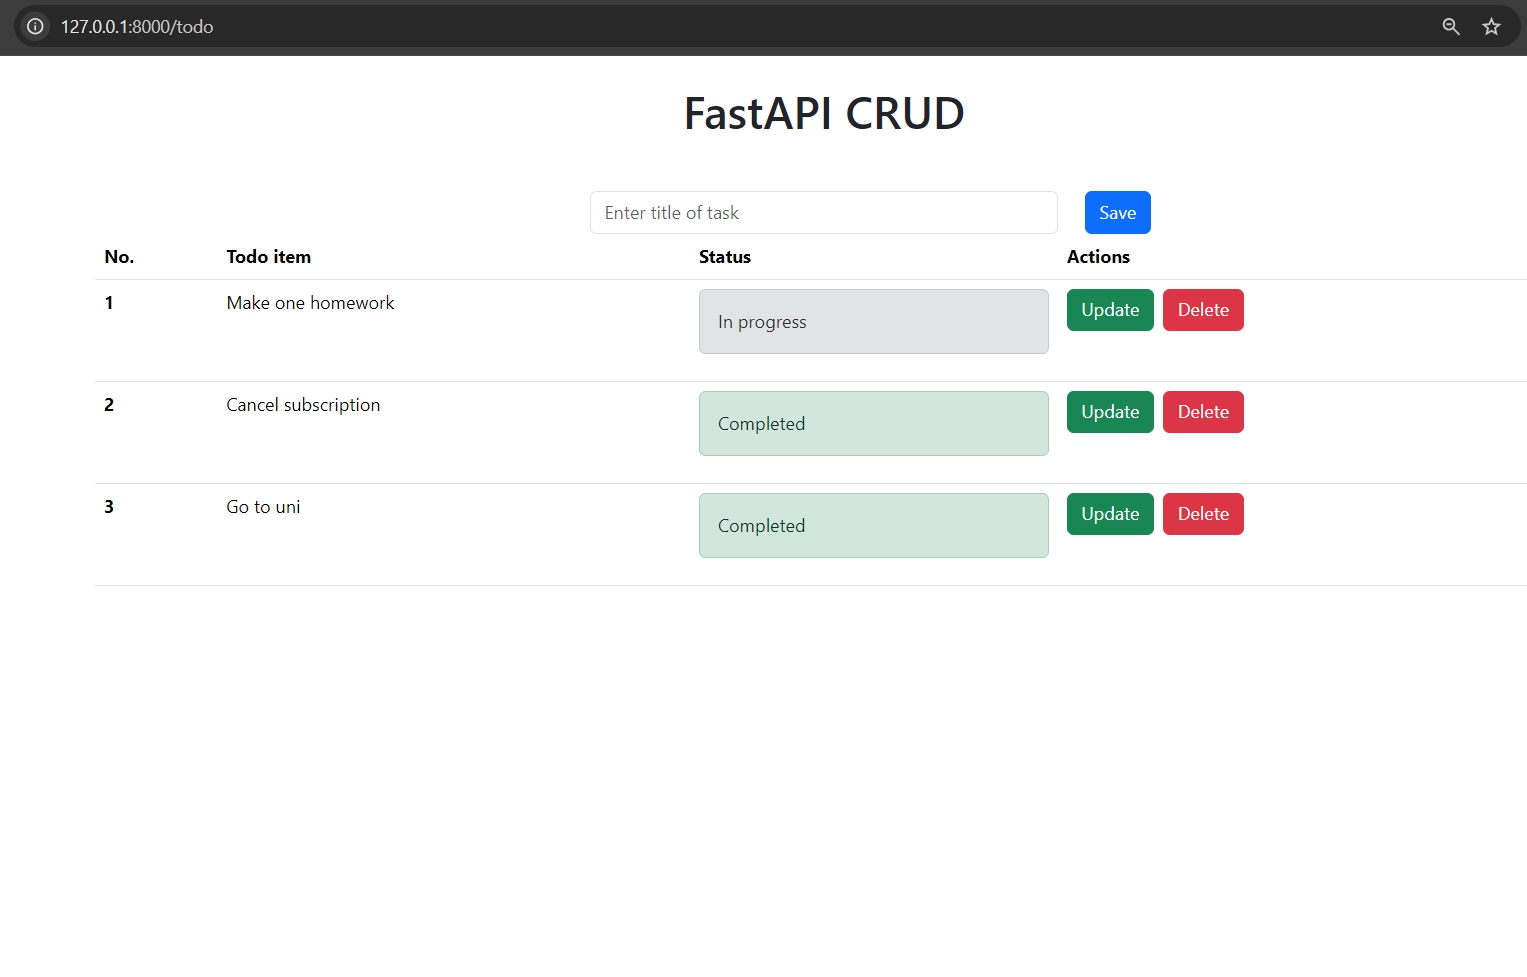 127.0.0.1:8000/todo
FastAPI CRUD
Enter title of task Save
No. Todo item Status Actions
1 Make one homework In progress Update Delete
2 Cancel subscription Completed Update Delete
3 Go to uni Completed Update Delete